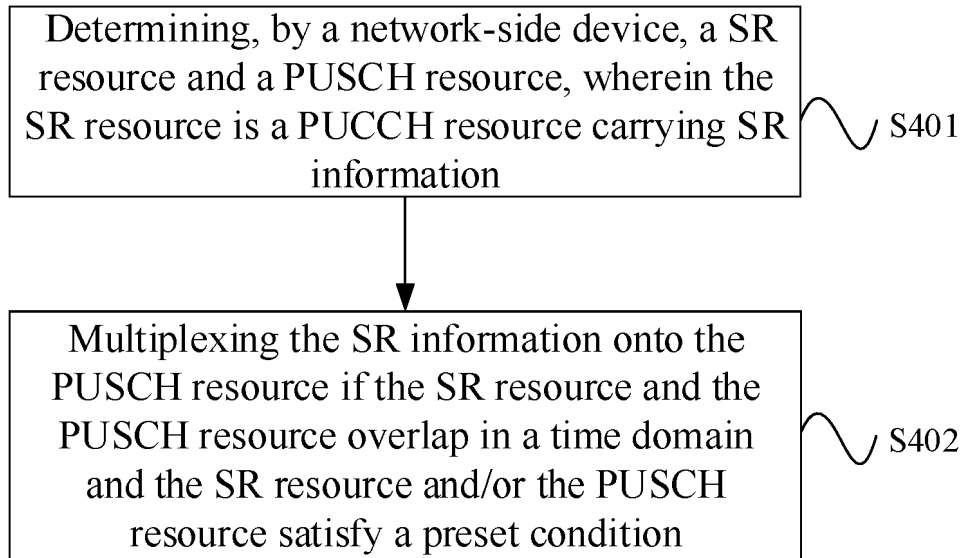 Determining, by a network-side device, a SR
resource and a PUSCH resource, wherein the
SR resource is a PUCCH resource carrying SR
information
S401
Multiplexing the SR information onto the
PUSCH resource if the SR resource and the
PUSCH resource overlap in a time domain
and the SR resource and/or the PUSCH
resource satisfy a preset condition
S402